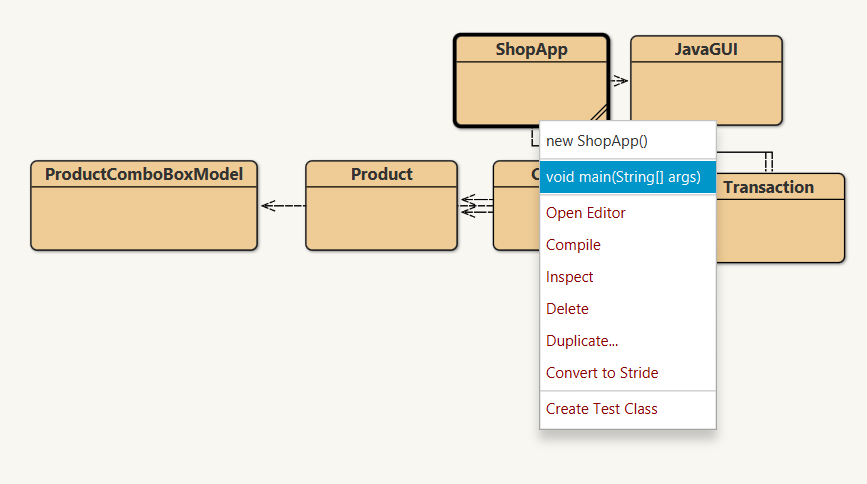 ShopApp
JavaGUI
new ShopApp()
ProductComboBoxModel
Product
void main(String[] args)
Transaction
Open Editor
Compile
Inspect
Delete
Duplicate...
Convert to Stride
Create Test Class